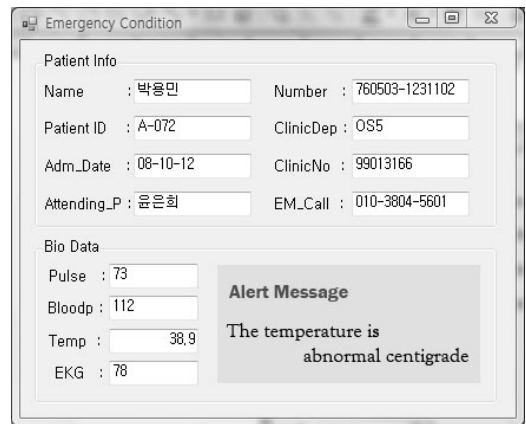 Emergency Condition
Patient Info
Name : 박용민 Number : 760503-1231102
Patient ID : A-072 ClinicDep : OS5
Adm_Date : 08-10-12 ClinicNo : 99013166
Attending_P : 윤은희 EM_Call : 010-3804-5601
Bio Data
Pulse : 73
Bloodp : 112
Temp : 38,9
EKG : 78
Alert Message
The temperature is
abnormal centigrade